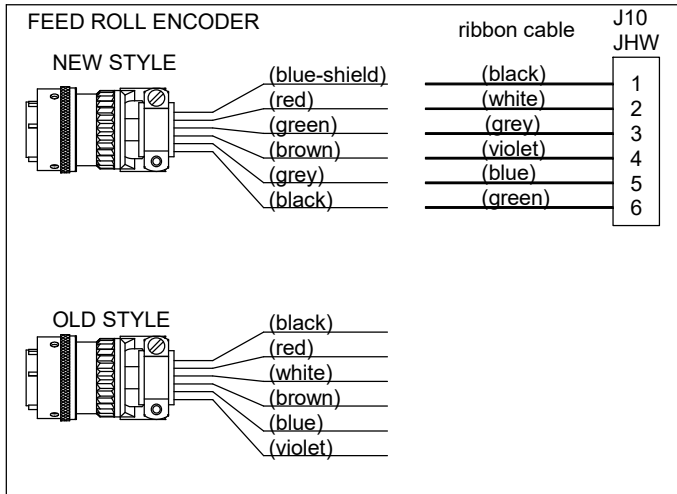 FEED ROLL ENCODER
ribbon cable
J10
JHW
NEW STYLE
(blue-shield)
(red)
(green)
(brown)
(grey)
(black)
(black)
(white)
(grey)
(violet)
(blue)
(green)
1
2
3
4
5
6
OLD STYLE
(black)
(red)
(white)
(brown)
(blue)
(violet)